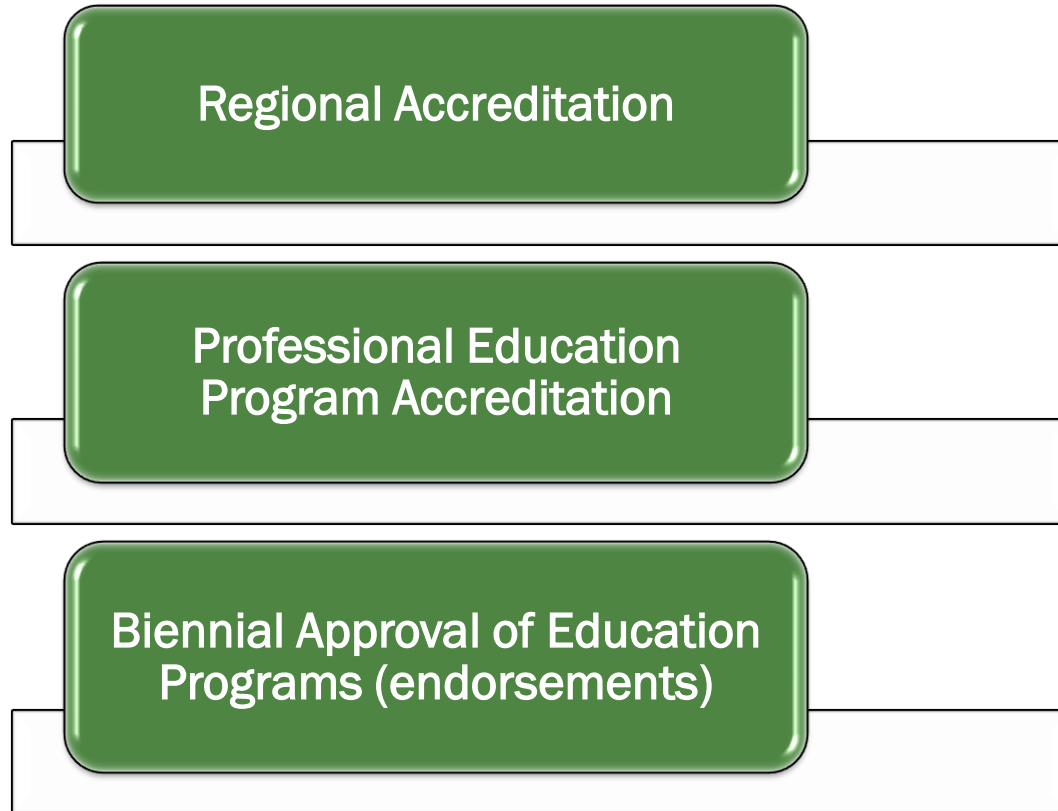 Regional Accreditation
Professional Education
Program Accreditation
Biennial Approval of Education
Programs (endorsements)